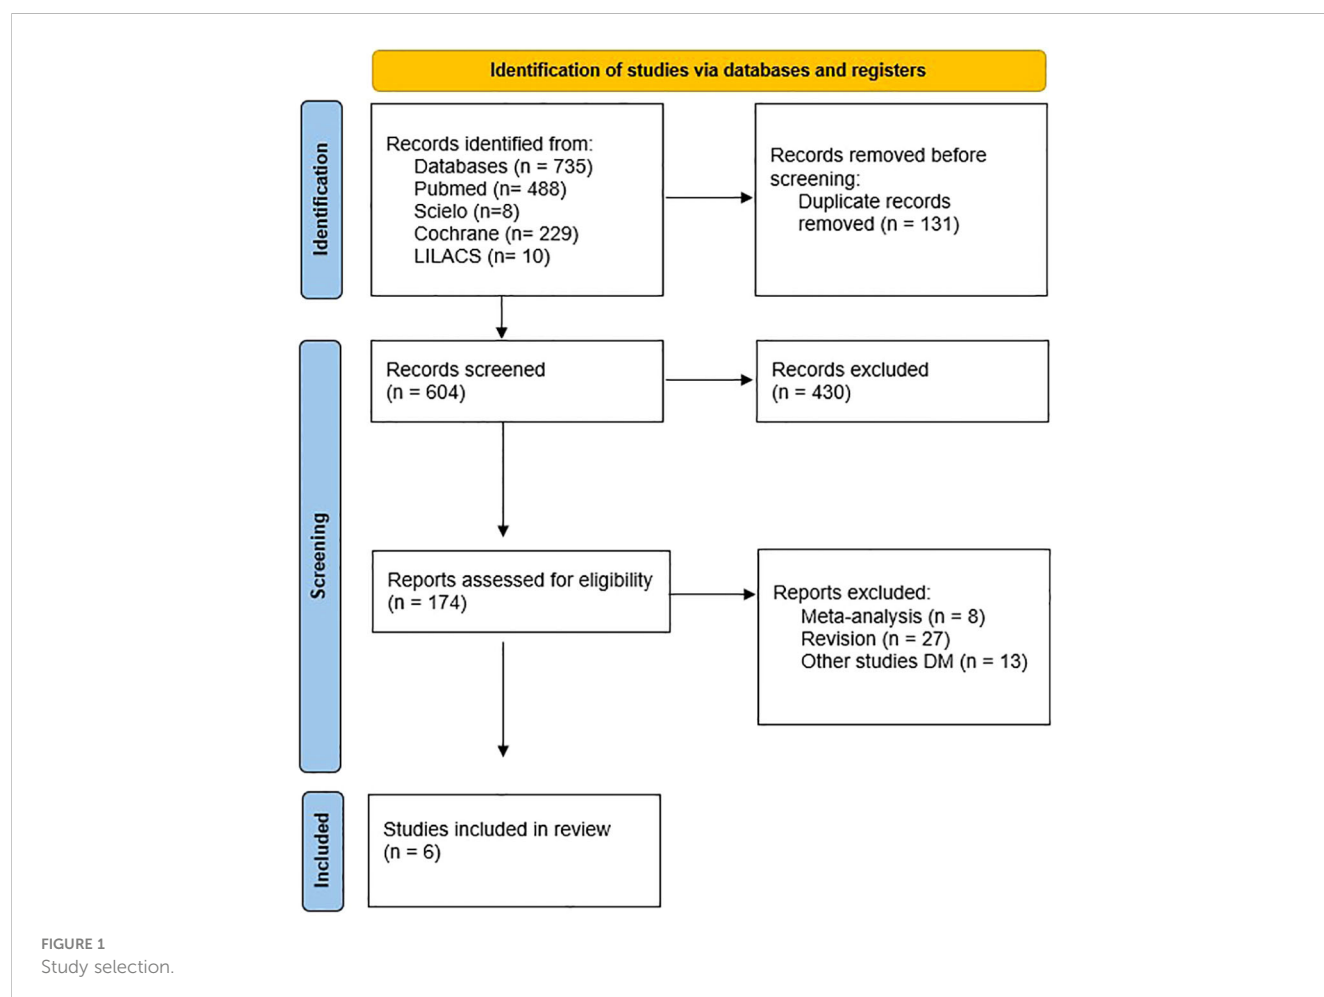 Identification of studies via databases and registers
Identification
Records identified from:
Databases (n = 735)
Pubmed (n= 488)
Scielo (n=8)
Cochrane (n= 229)
LILACS (n= 10)
Records removed before
screening:
Duplicate records
removed (n = 131)
Screening
Records screened
(n = 604)
Records excluded
(n = 430)
Reports assessed for eligibility
(n = 174)
Reports excluded:
Meta-analysis (n = 8)
Revision (n = 27)
Other studies DM (n = 13)
Included
Studies included in review
(n = 6)
FIGURE 1
Study selection.